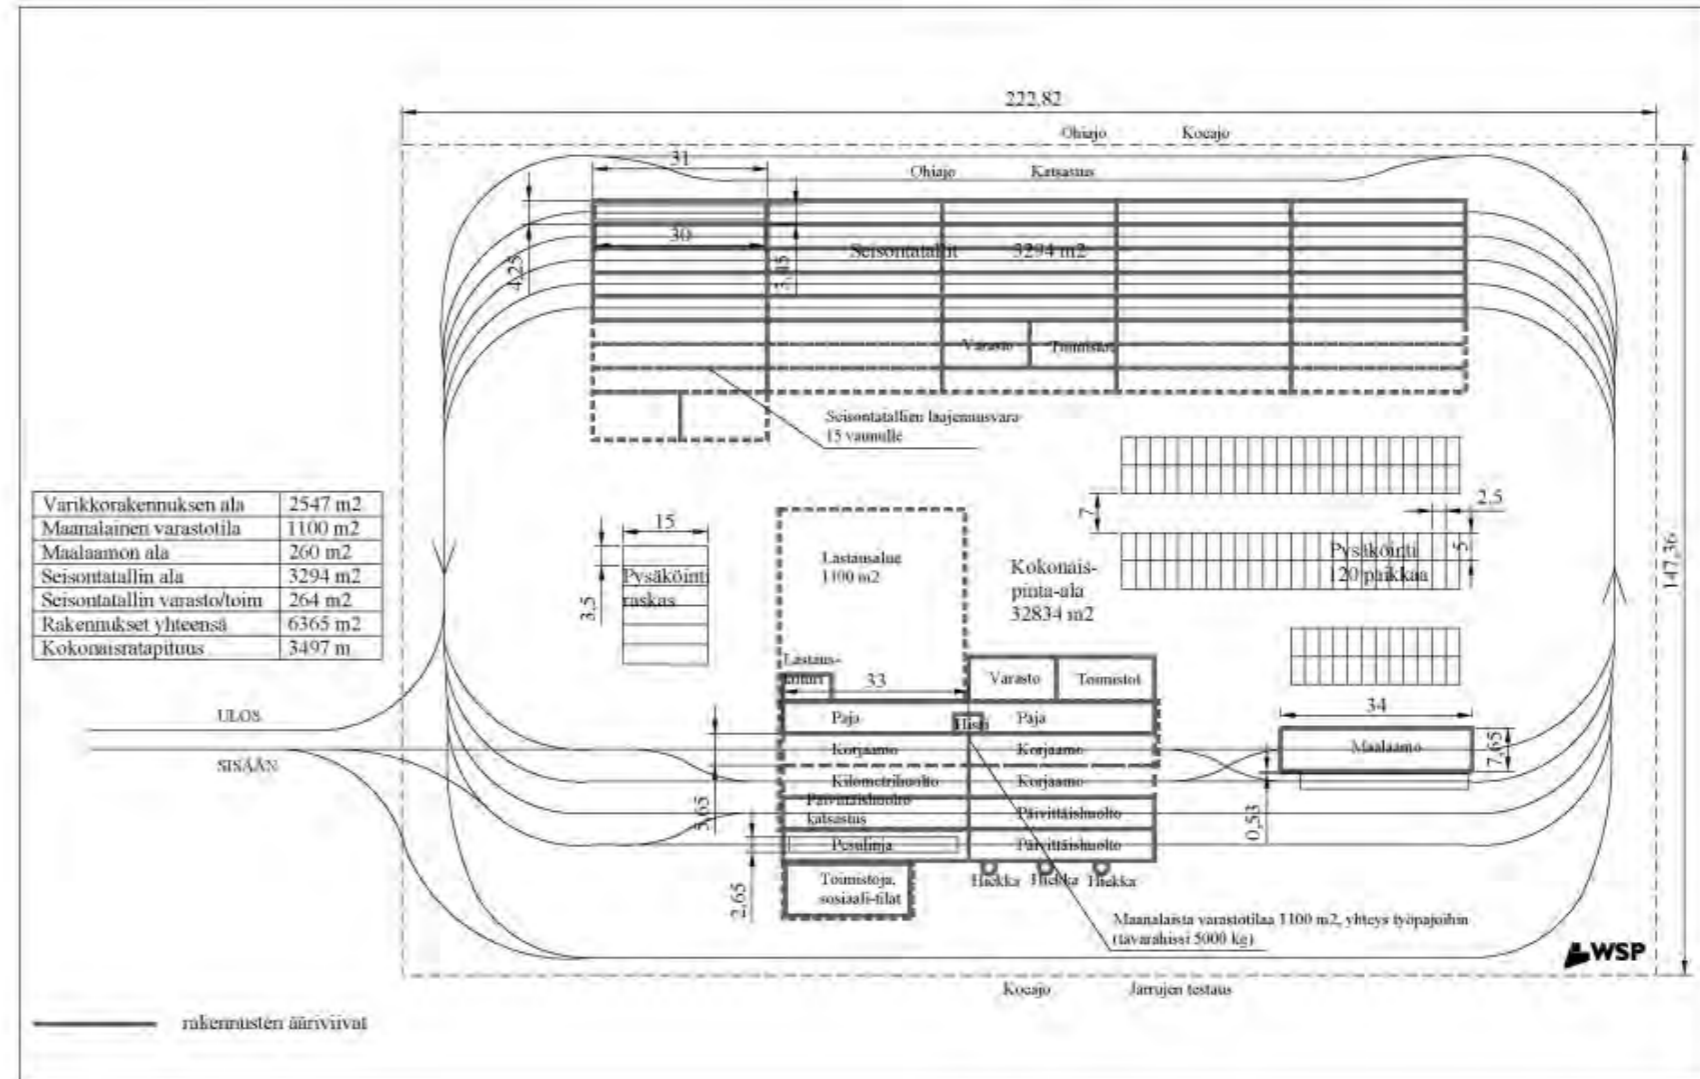 222,82
Ohiajo Koeajo
31
Ohiajo Katsastus
30
Seisontatallit 3294 m2
4,25
3,45
Varasto Toimistot
Seisontatallien laajennusvara
15 vaunulle
Varikkorakennuksen ala 2547 m2
Maanalainen varastotila 1100 m2
Maalaamon ala 260 m2
Seisontatallin ala 3294 m2
Seisontatallin varasto/toim 264 m2
Rakennukset yhteensä 6365 m2
Kokonaisratapituus 3497 m
15
3,5
Pysäköinti
raskas
Lastausalue
1100 m2
Kokonais-
pinta-ala
32834 m2
7
2,5
5
Pysäköinti
120 paikkaa
147,36
Lastaus-
laituri
33
Varasto Toimistot
34
ULOS
SISÄÄN
Paja Hissi Paja
Korjaamo Korjaamo
Maalaamo
7,65
Kilometrihuolto Korjaamo
Päivittäishuolto
katsastus
Päivittäishuolto
5,65
0,53
Pesulinja Päivittäishuolto
2,65
Toimistoja,
sosiaali-tilat
Hiekka Hiekka Hiekka
Maanalaista varastotilaa 1100 m2, yhteys työpajoihin
(tavarahissi 5000 kg)
WSP
Koeajo Jarrujen testaus
rakennusten ääriviivat